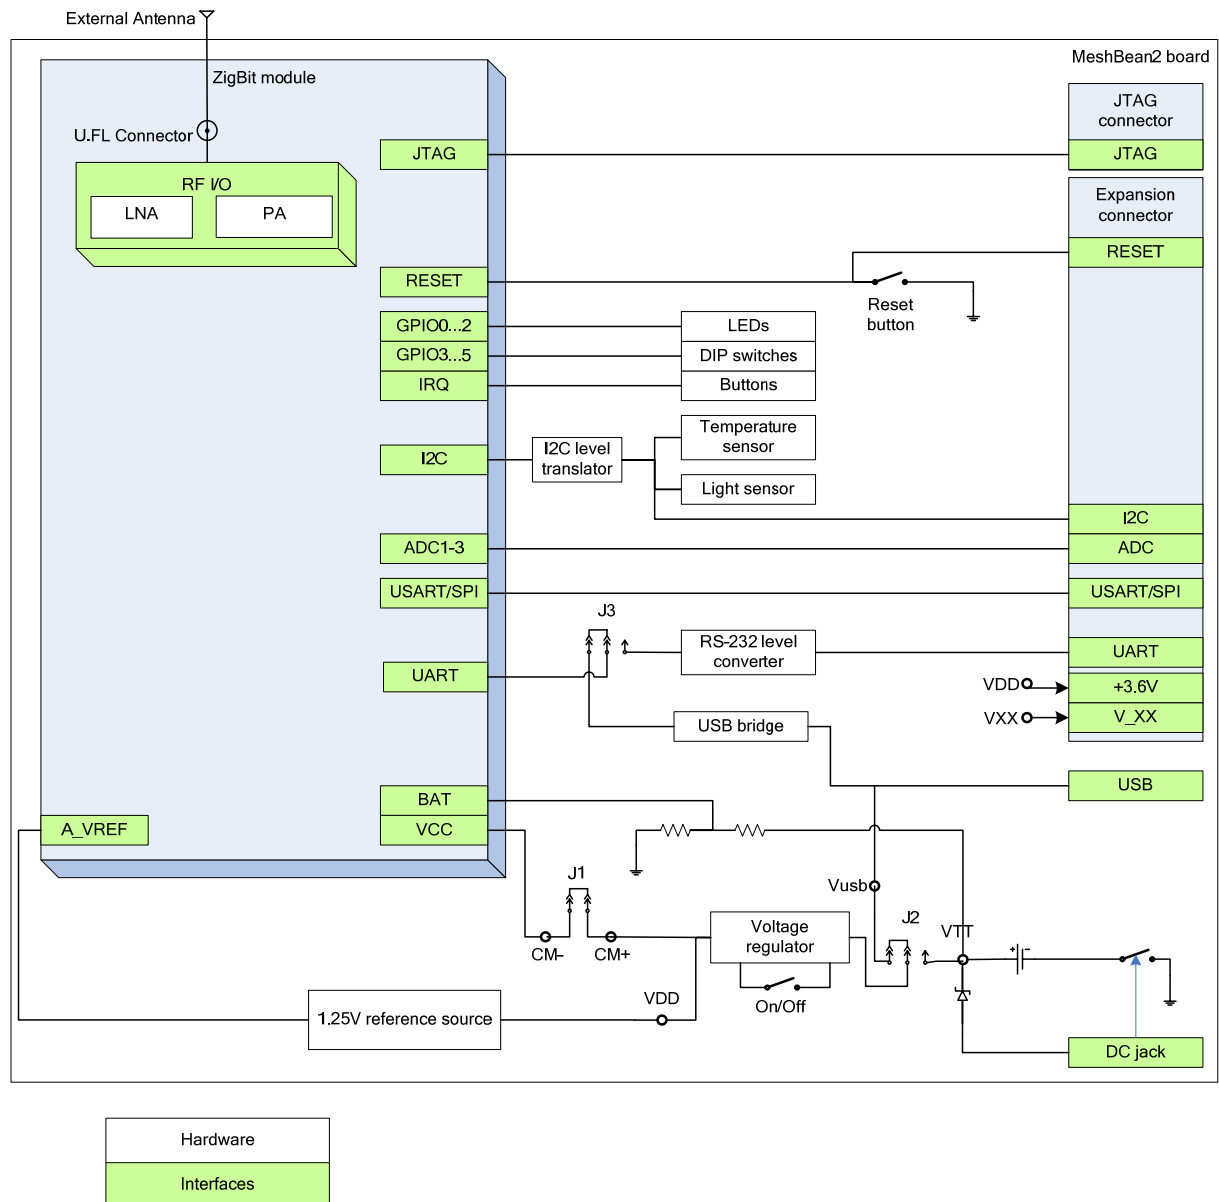 External Antenna
MeshBean2 board
ZigBit module
U.FL Connector
RF I/O
LNA
PA
JTAG
JTAG
connector
JTAG
Expansion
connector
RESET
RESET
Reset
button
GPIO0...2
LEDs
GPIO3...5
DIP switches
IRQ
Buttons
I2C
I2C level
translator
Temperature
sensor
Light sensor
I2C
ADC1-3
ADC
USART/SPI
USART/SPI
J3
RS-232 level
converter
UART
UART
VDD
+3.6V
VXX
V_XX
USB bridge
USB
BAT
A_VREF
VCC
J1
Vusb
J2
VTT
CM-
CM+
Voltage
regulator
+
-
On/Off
VDD
1.25V reference source
DC jack
Hardware
Interfaces